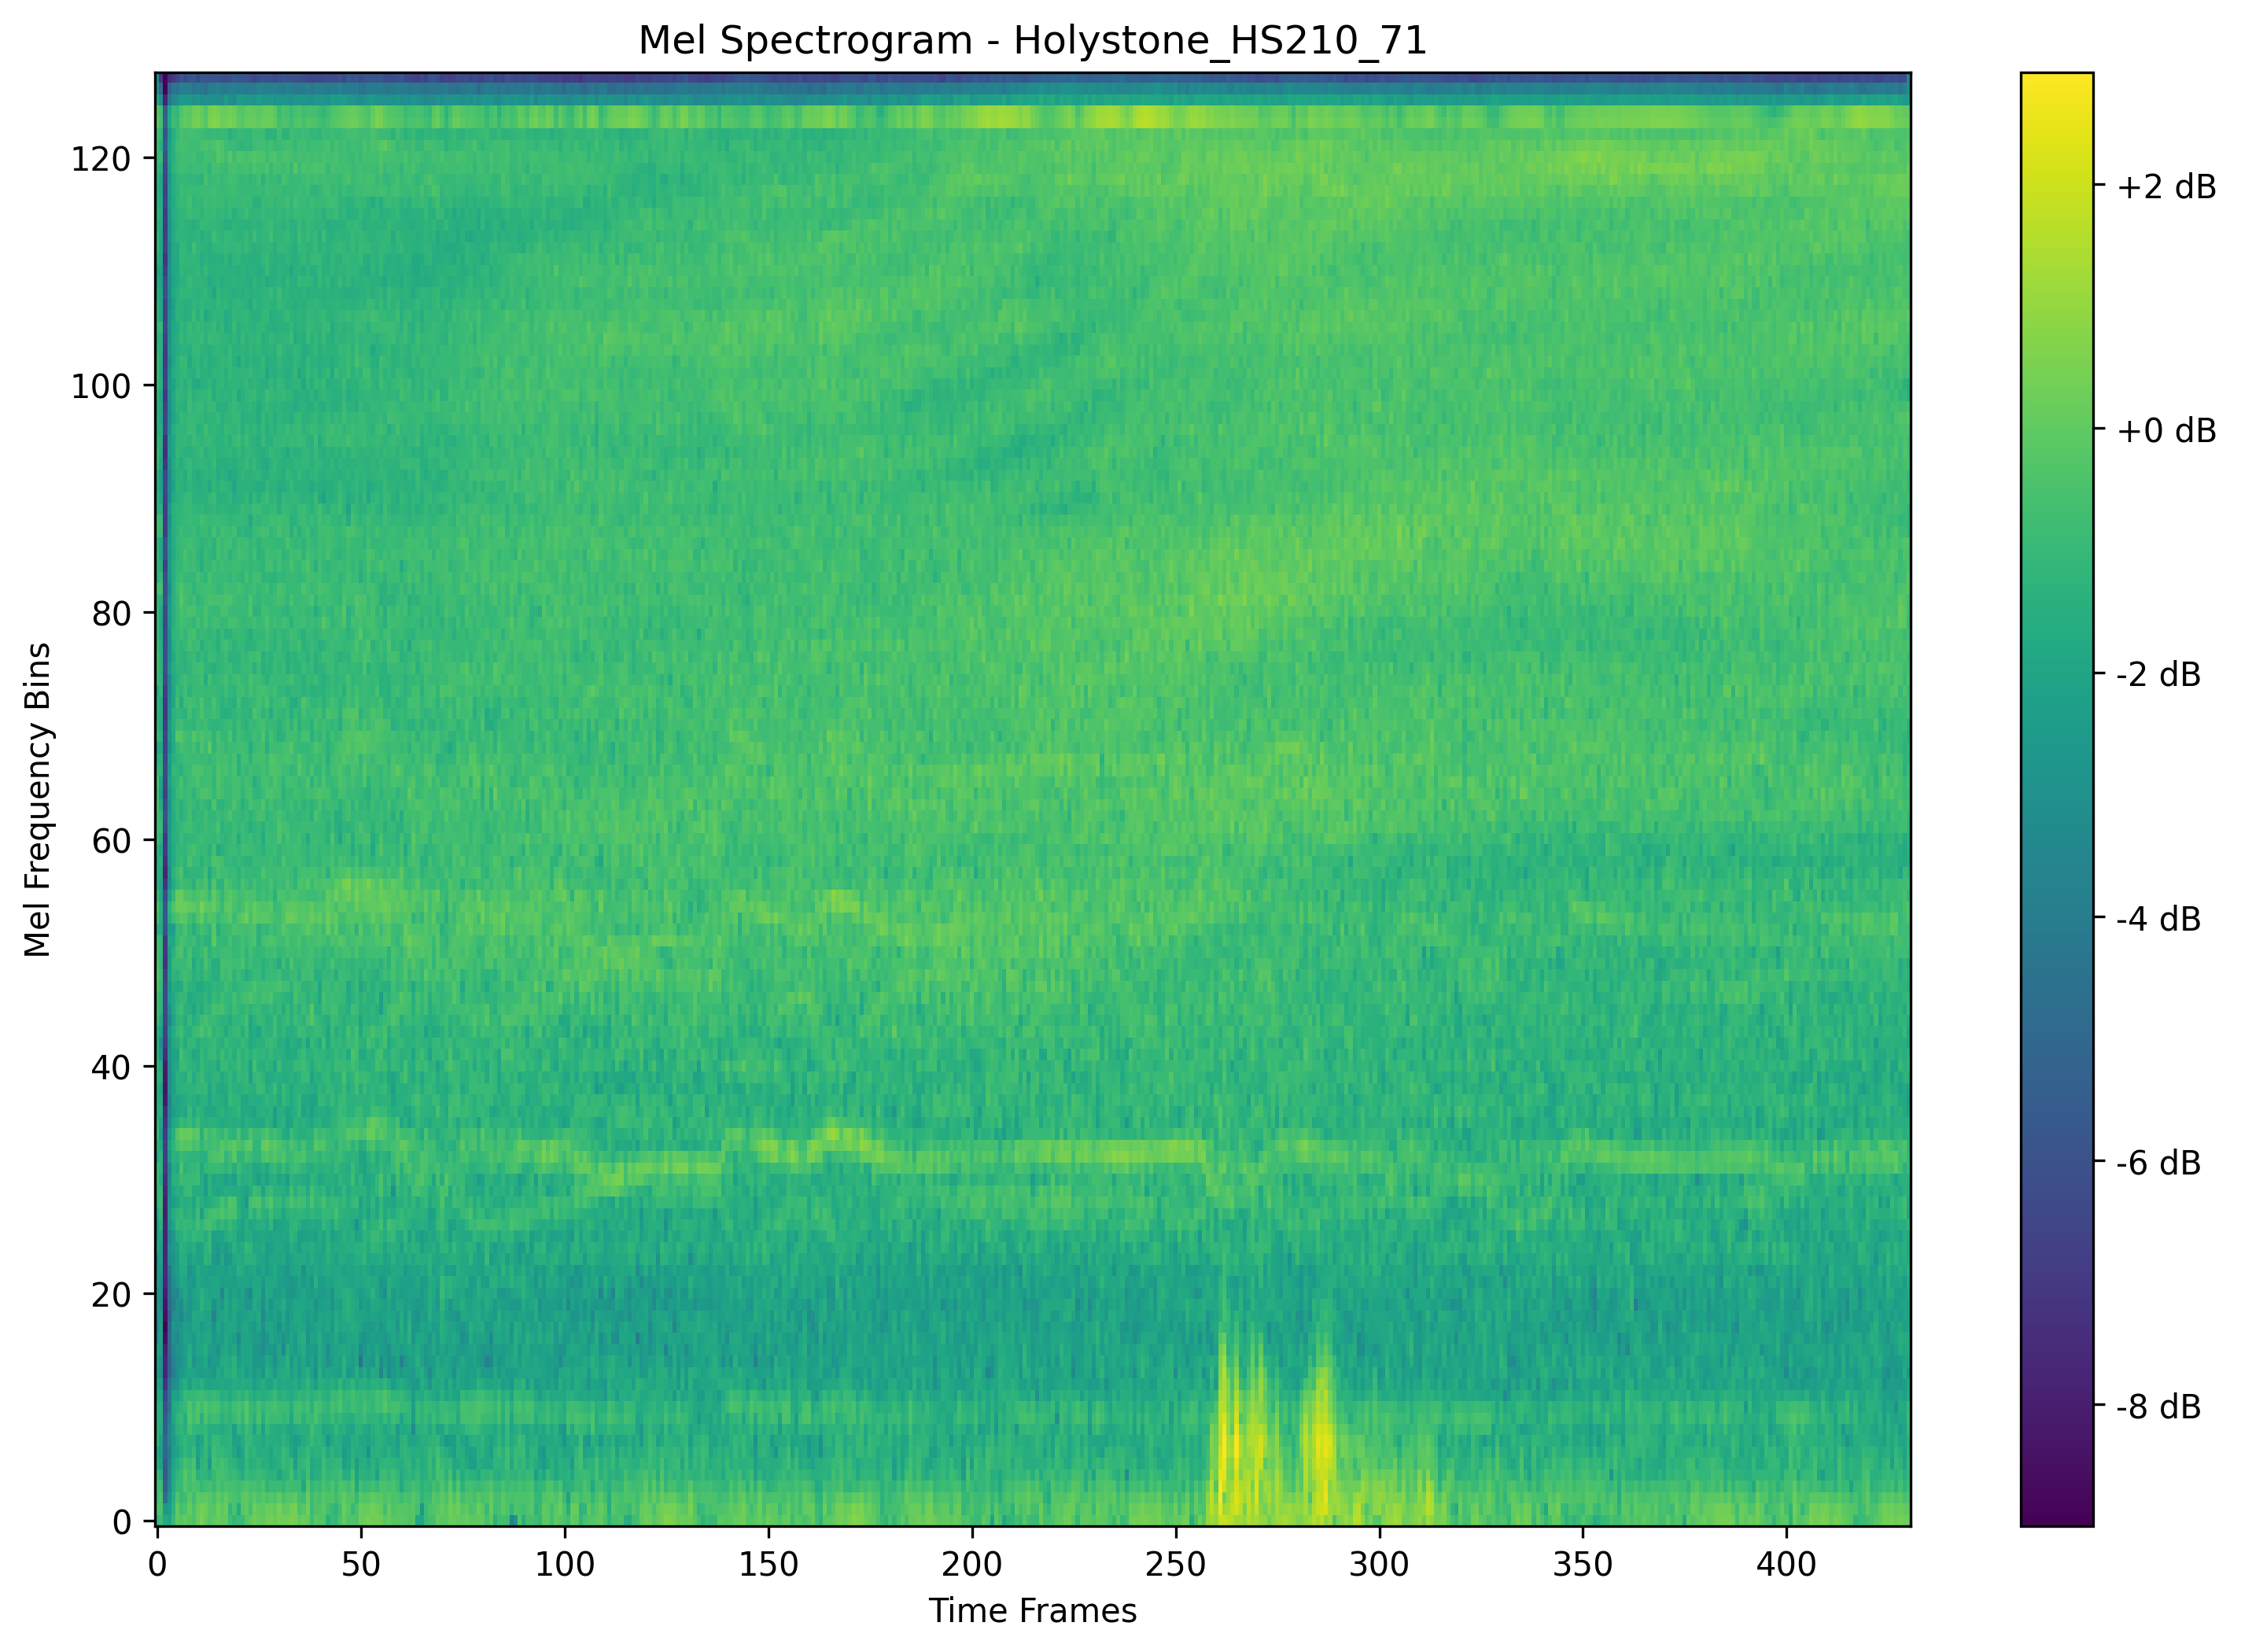 Mel Spectrogram - Holystone_HS210_71
Mel Frequency Bins
120
100
80
60
40
20
0
0 50 100 150 200 250 300 350 400
Time Frames
+2 dB
+0 dB
-2 dB
-4 dB
-6 dB
-8 dB